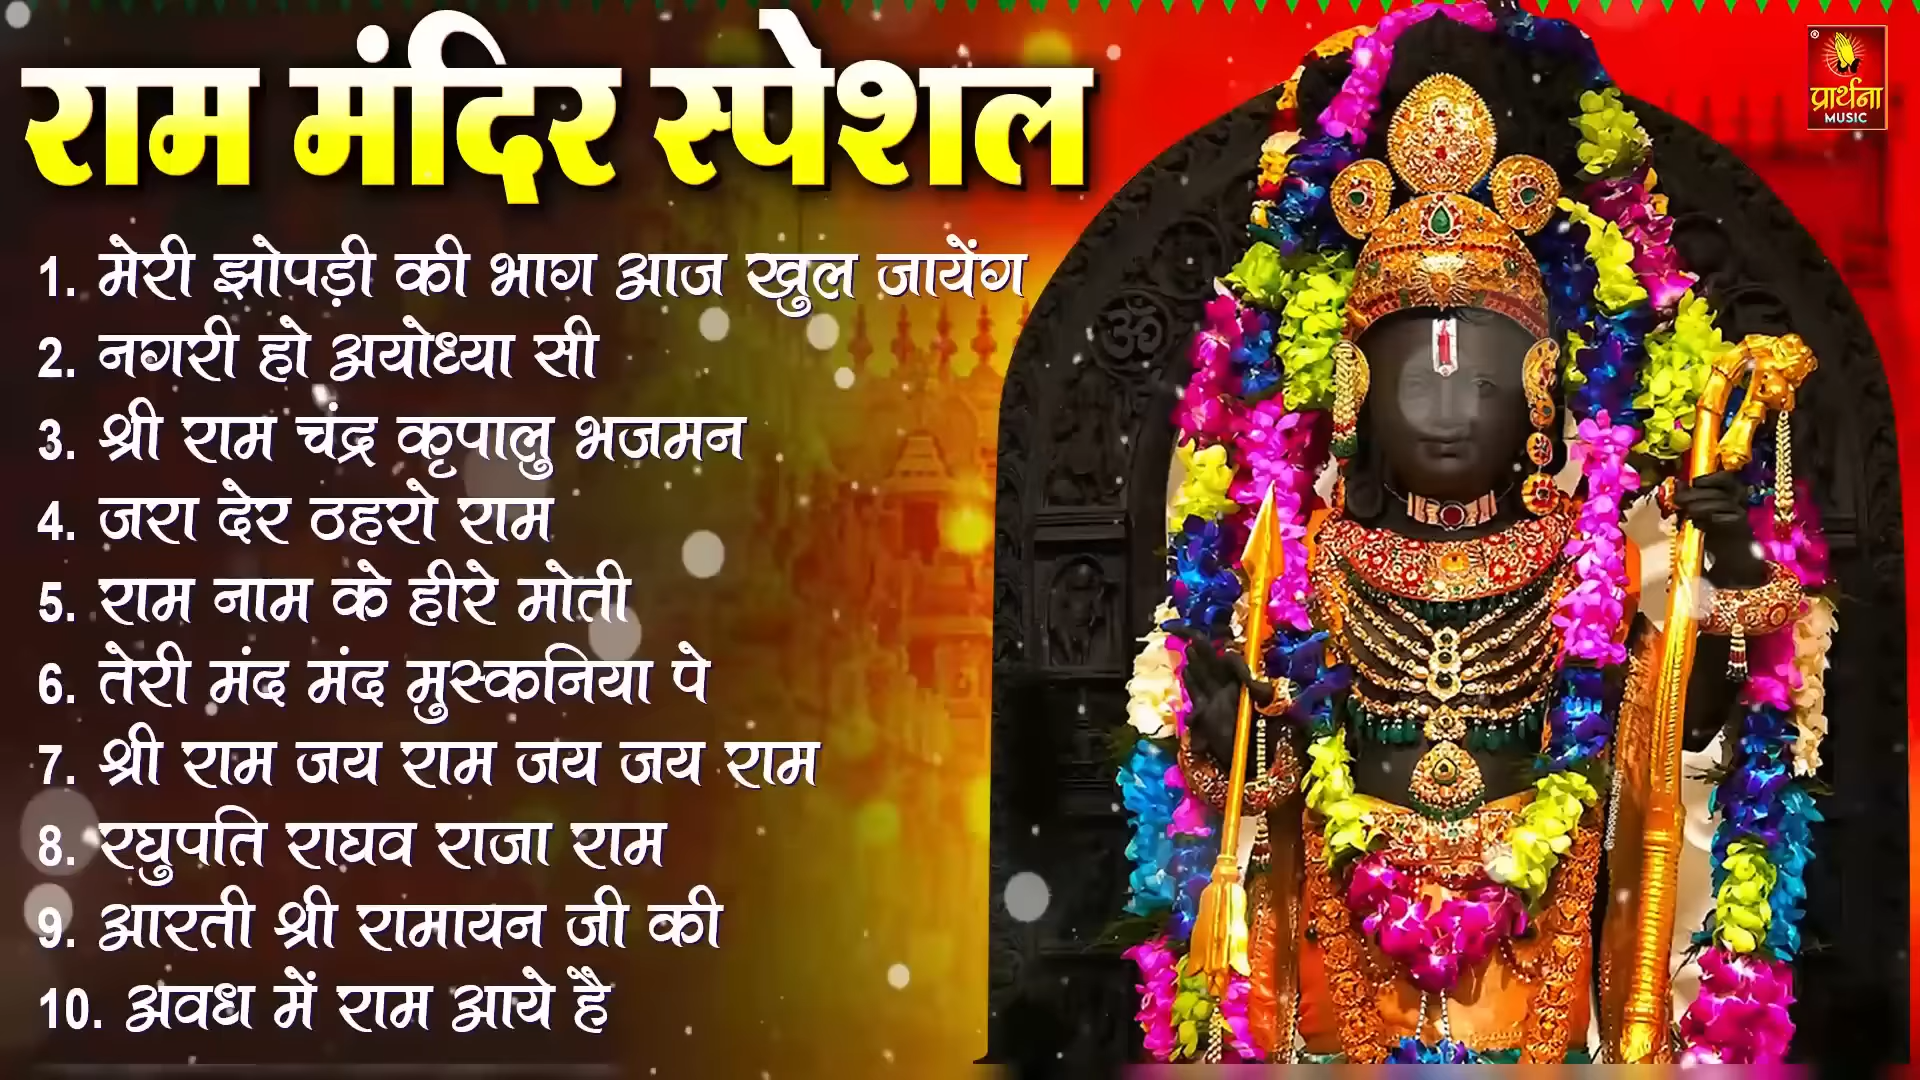 राम मंदिर स्पेशल
1. मेरी झोपड़ी की भाग आज खुल जायेंग
2. नगरी हो अयोध्या सी
3. श्री राम चंद्र कृपालु भजमन
4. जरा देर ठहरो राम
5. राम नाम के हीरे मोती
6. तेरी मंद मंद मुस्कनिया पे
7. श्री राम जय राम जय जय राम
8. रघुपति राघव राजा राम
9. आरती श्री रामायन जी की
10. अवध में राम आये है
®
प्रार्थना
MUSIC
ॐ